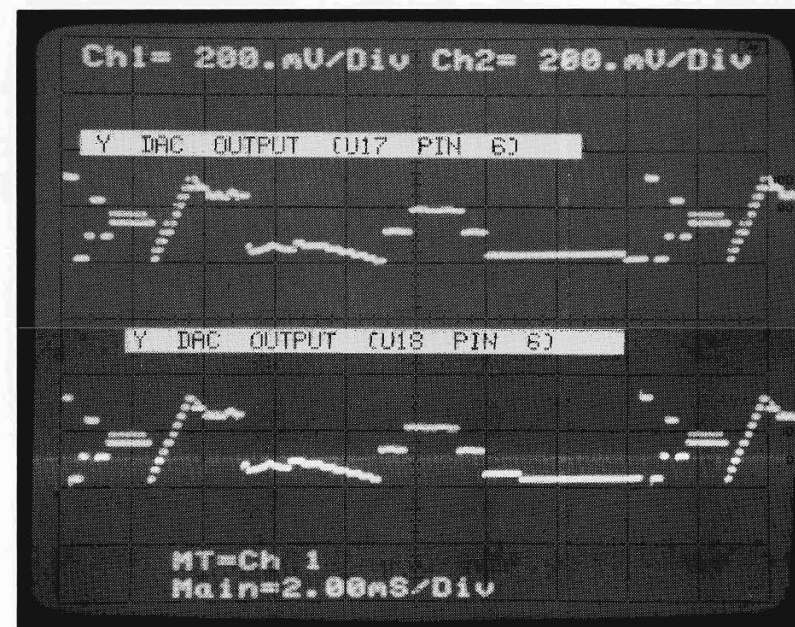 Ch1= 200.mV/Div Ch2= 200.mV/Div
Y DAC OUTPUT (U17 PIN 6)
Y DAC OUTPUT (U18 PIN 6)
MT=Ch 1
Main=2.00mS/Div